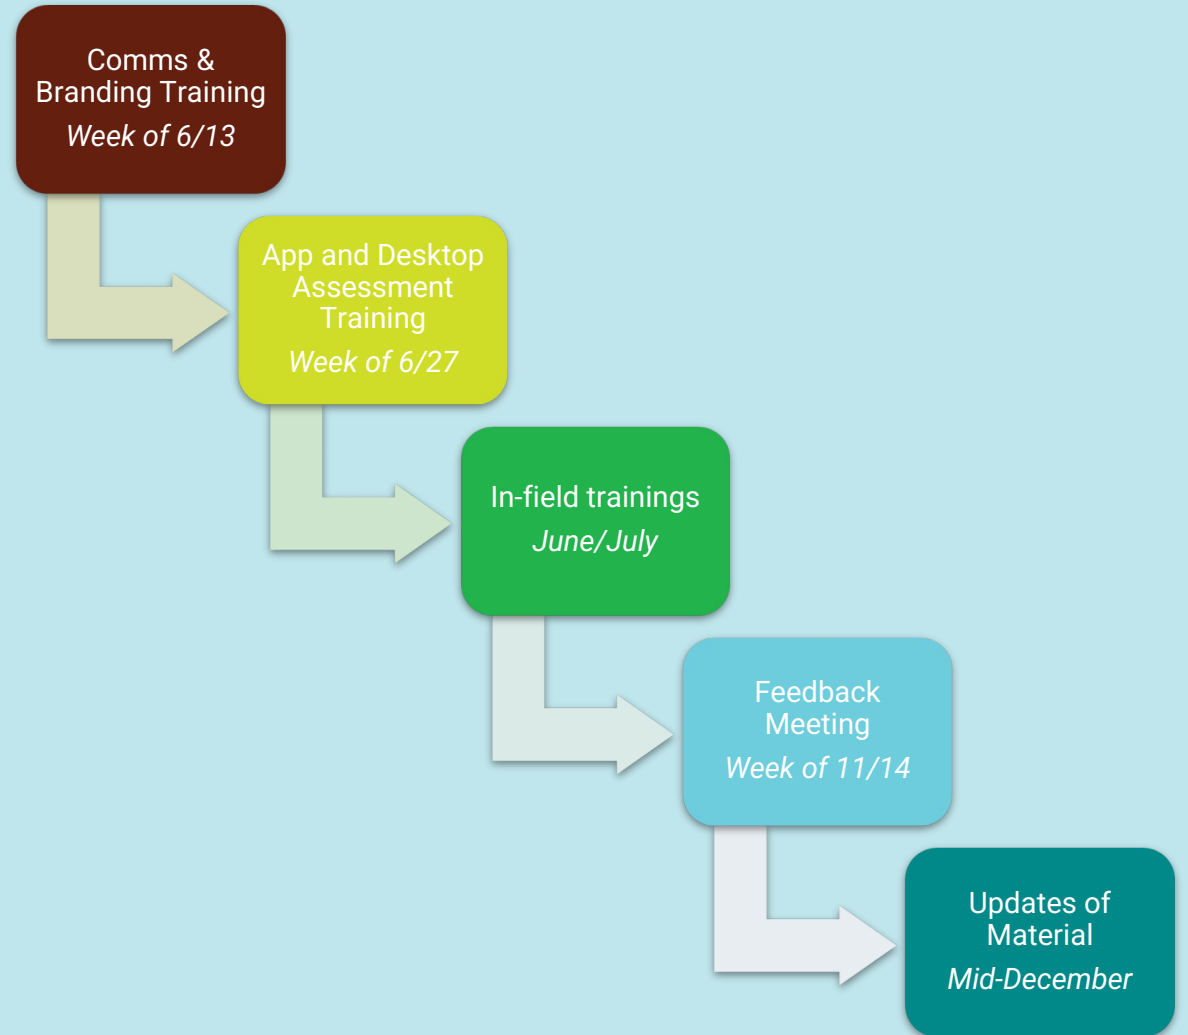 Comms &
Branding Training
Week of 6/13
App and Desktop
Assessment
Training
Week of 6/27
In-field trainings
June/July
Feedback
Meeting
Week of 11/14
Updates of
Material
Mid-December